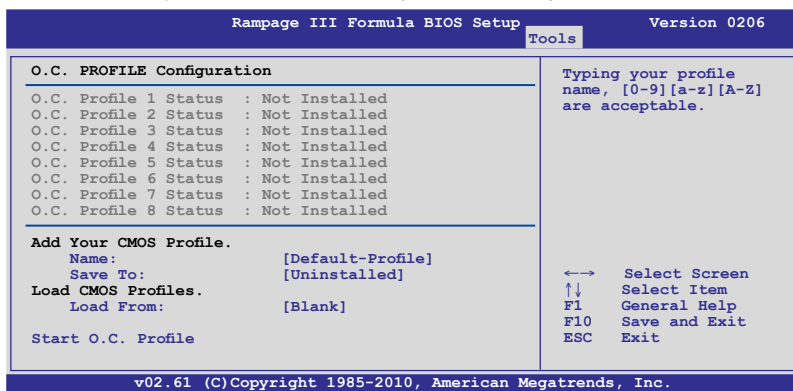 Rampage III Formula BIOS Setup Version 0206
Tools
O.C. PROFILE Configuration
O.C. Profile 1 Status : Not Installed
O.C. Profile 2 Status : Not Installed
O.C. Profile 3 Status : Not Installed
O.C. Profile 4 Status : Not Installed
O.C. Profile 5 Status : Not Installed
O.C. Profile 6 Status : Not Installed
O.C. Profile 7 Status : Not Installed
O.C. Profile 8 Status : Not Installed
Add Your CMOS Profile.
Name: [Default-Profile]
Save To: [Uninstalled]
Load CMOS Profiles.
Load From: [Blank]
Start O.C. Profile
Typing your profile
name, [0-9][a-z][A-Z]
are acceptable.
←→ Select Screen
↑↓ Select Item
F1 General Help
F10 Save and Exit
ESC Exit
v02.61 (C)Copyright 1985-2010, American Megatrends, Inc.